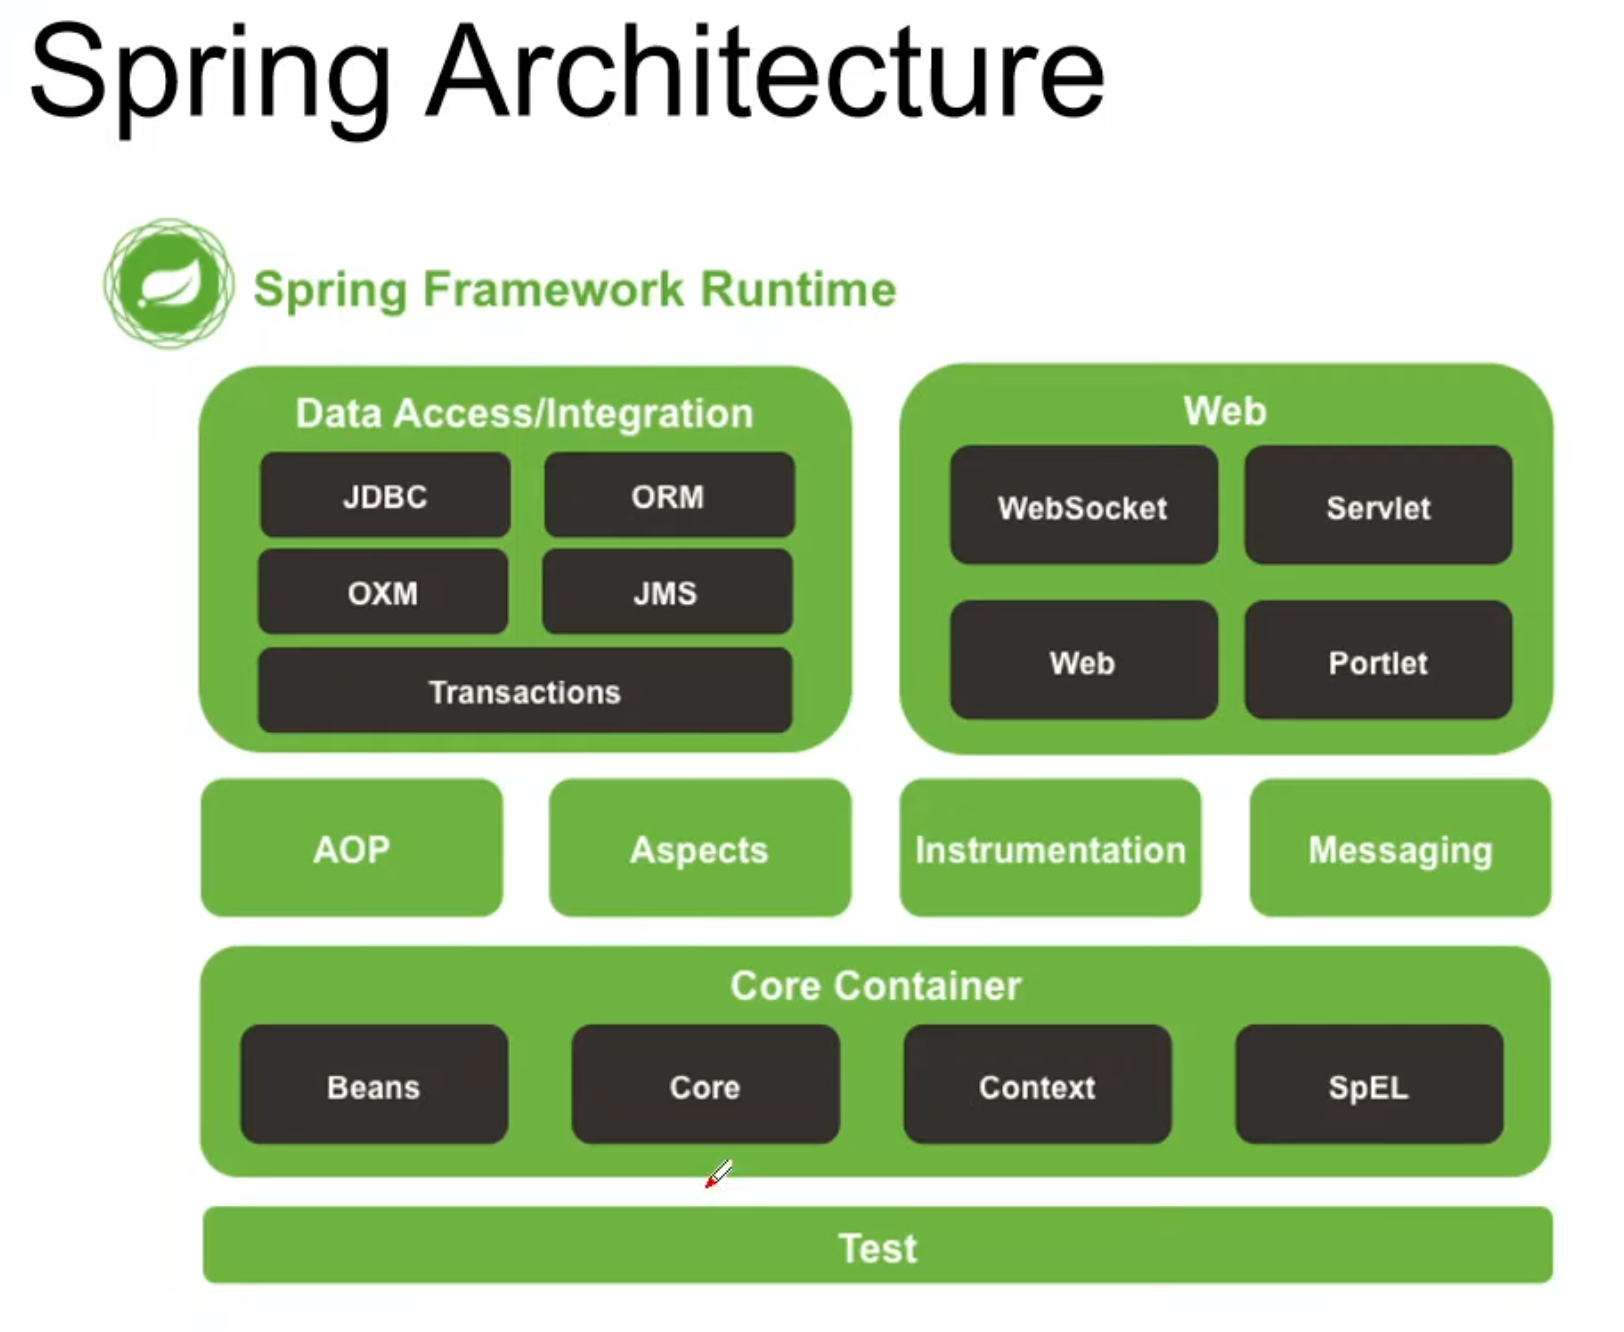 Spring Architecture
Spring Framework Runtime
Data Access/Integration
JDBC
ORM
OXM
JMS
Transactions
Web
WebSocket
Servlet
Web
Portlet
AOP
Aspects
Instrumentation
Messaging
Core Container
Beans
Core
Context
SpEL
Test